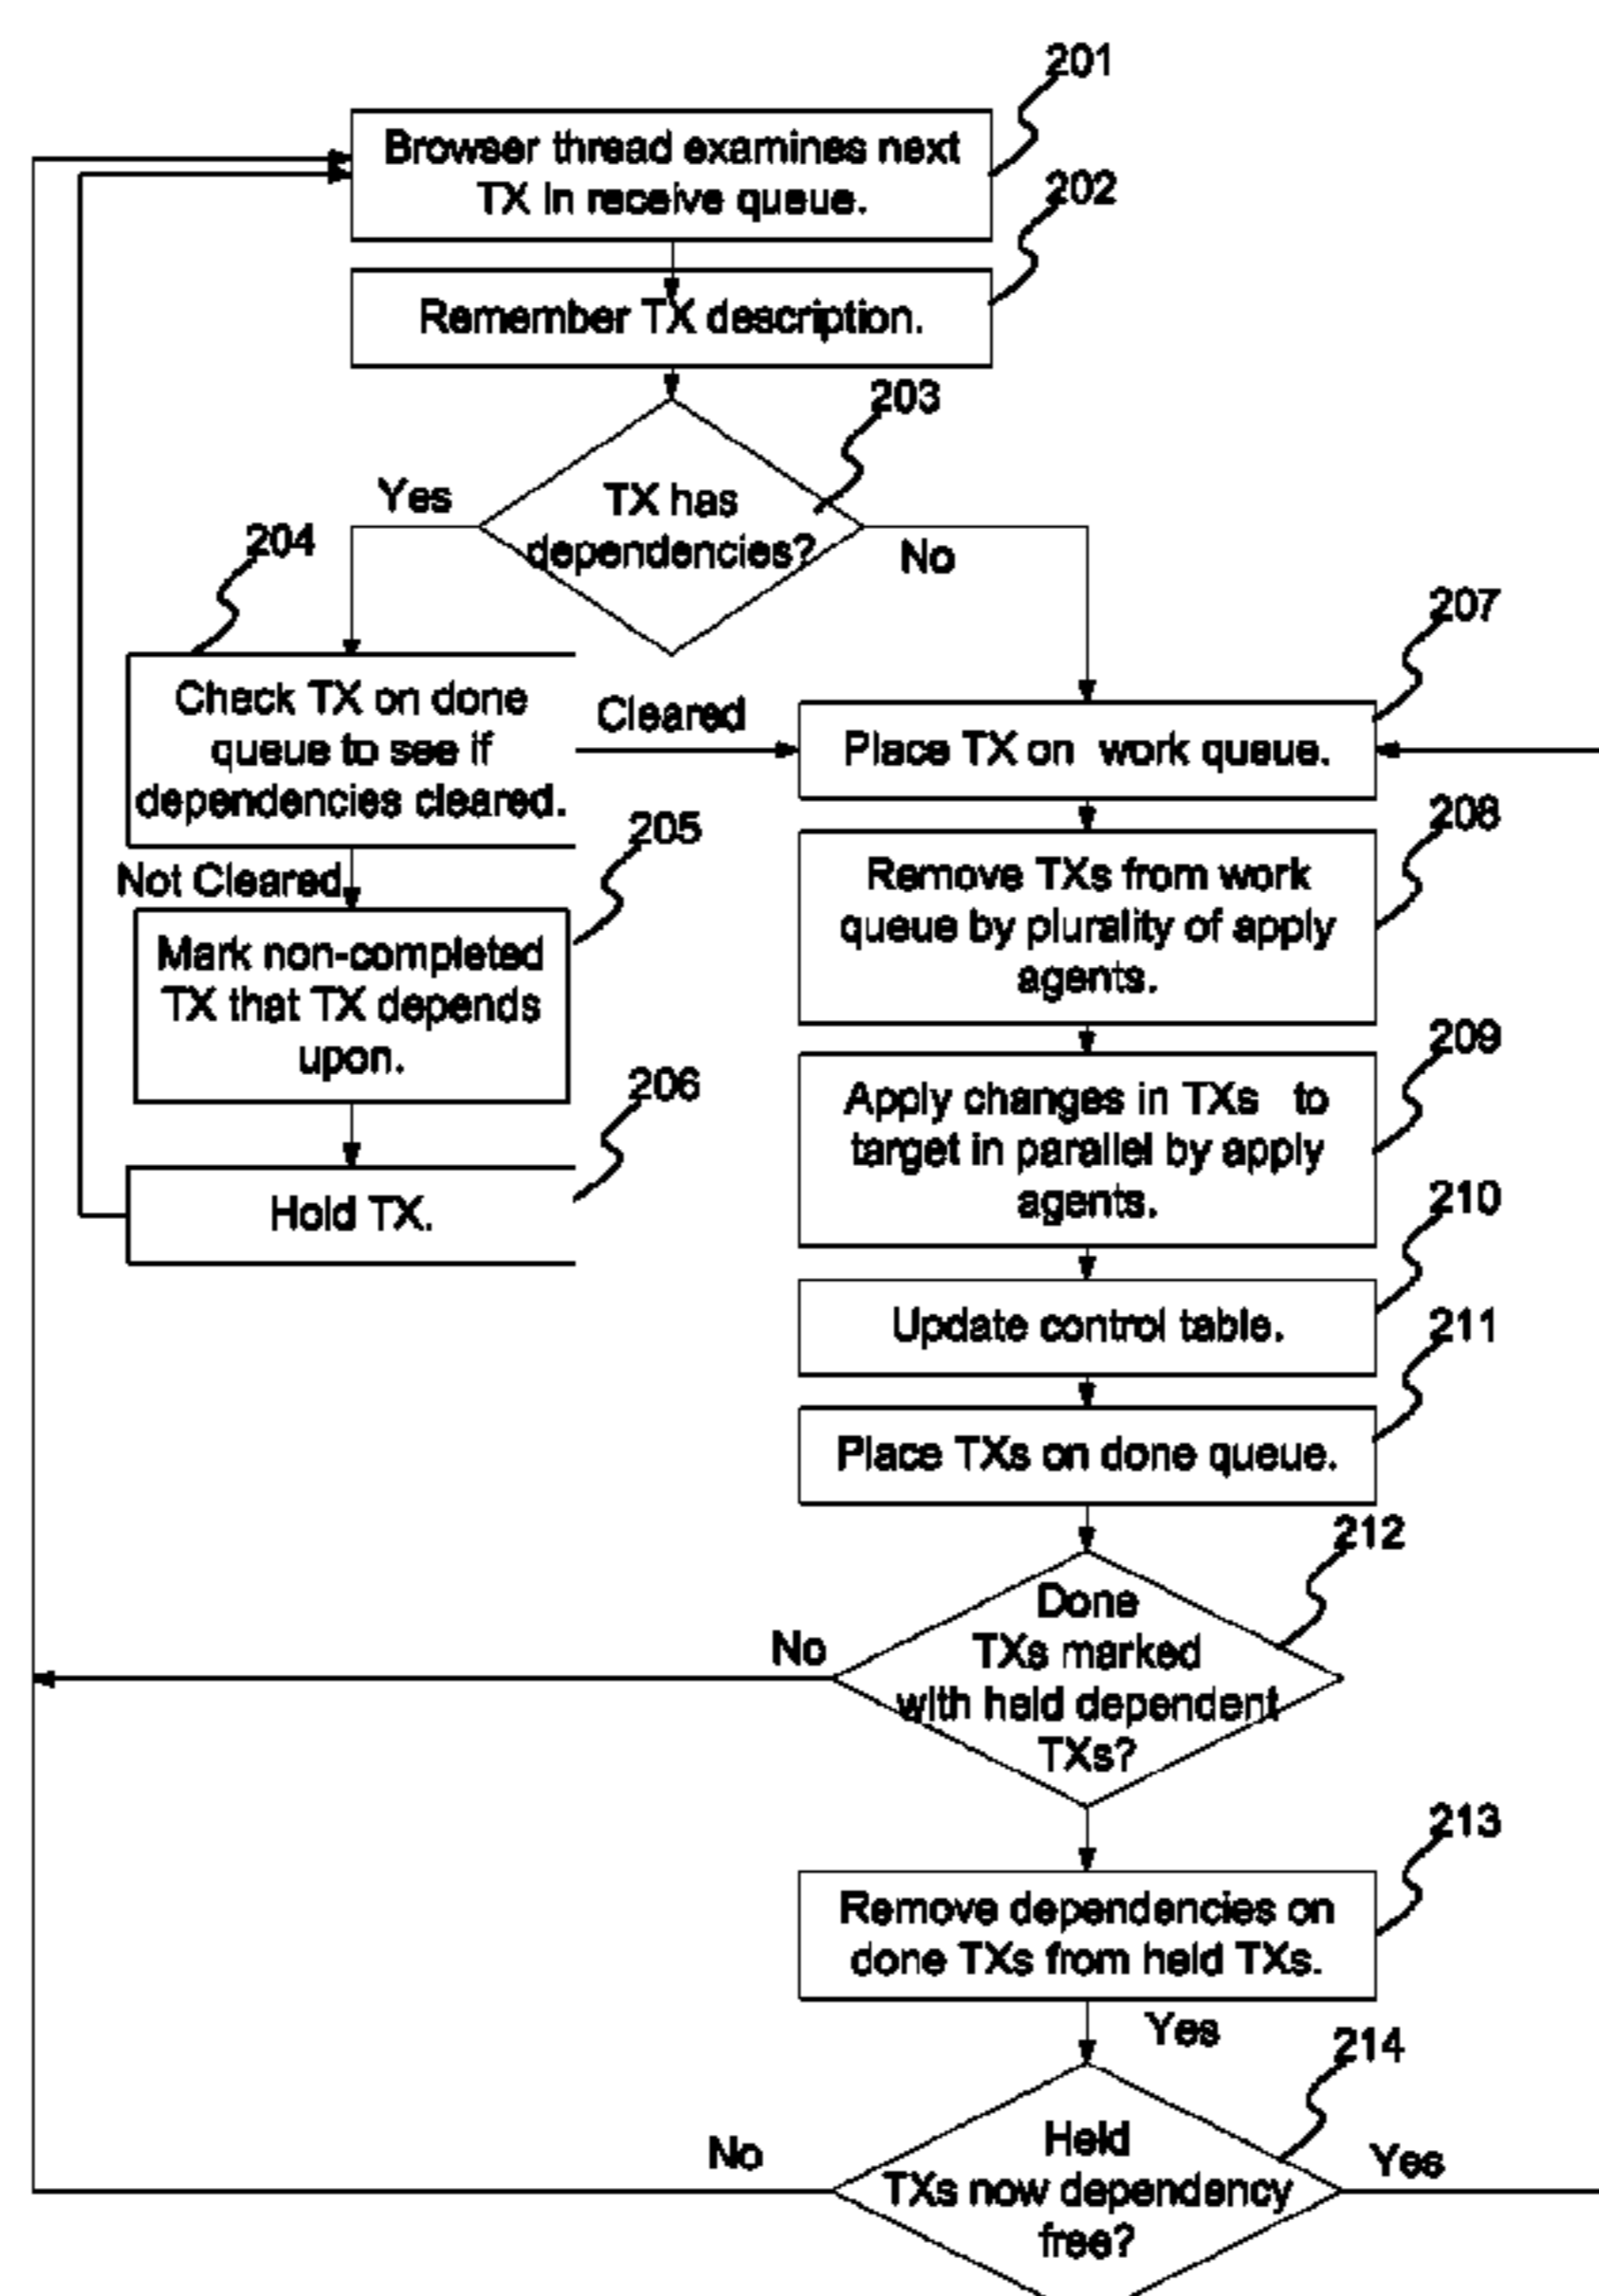 201
Browser thread examines next
TX in receive queue.
202
Remember TX description.
203
TX has
dependencies?
Yes
No
204
Check TX on done
queue to see if
dependencies cleared.
Cleared
207
Place TX on work queue.
Not Cleared
205
Mark non-completed
TX that TX depends
upon.
208
Remove TXs from work
queue by plurality of apply
agents.
206
Hold TX.
209
Apply changes in TXs to
target in parallel by apply
agents.
210
Update control table.
211
Place TXs on done queue.
212
Done
TXs marked
with held dependent
TXs?
No
213
Remove dependencies on
done TXs from held TXs.
Yes
214
Held
TXs now dependency
free?
No
Yes